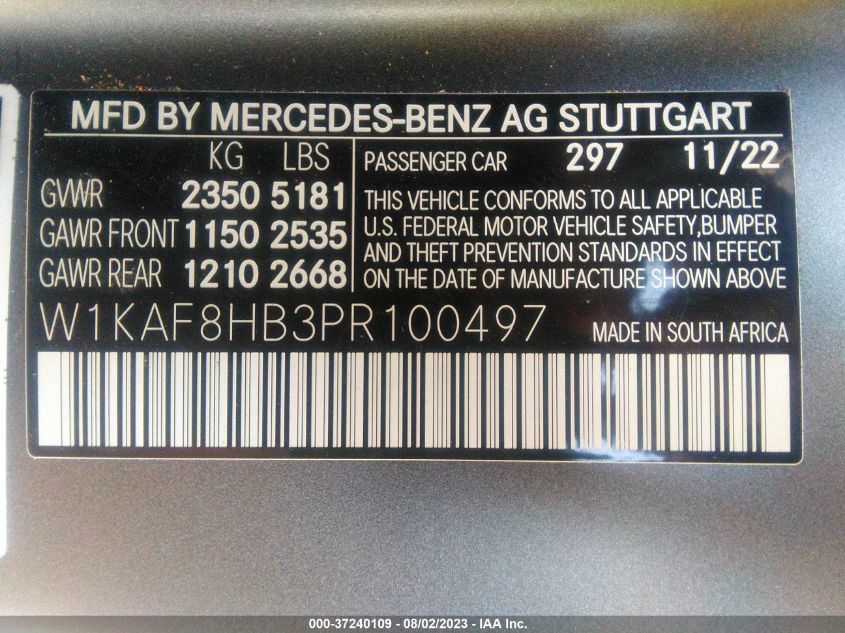 MFD BY MERCEDES-BENZ AG STUTTGART
KG LBS
GVWR 2350 5181
GAWR FRONT 1150 2535
GAWR REAR 1210 2668
PASSENGER CAR 297 11/22
THIS VEHICLE CONFORMS TO ALL APPLICABLE
U.S. FEDERAL MOTOR VEHICLE SAFETY,BUMPER
AND THEFT PREVENTION STANDARDS IN EFFECT
ON THE DATE OF MANUFACTURE SHOWN ABOVE
W1KAF8HB3PR100497 MADE IN SOUTH AFRICA
000-37240109 - 08/02/2023 - IAA Inc.